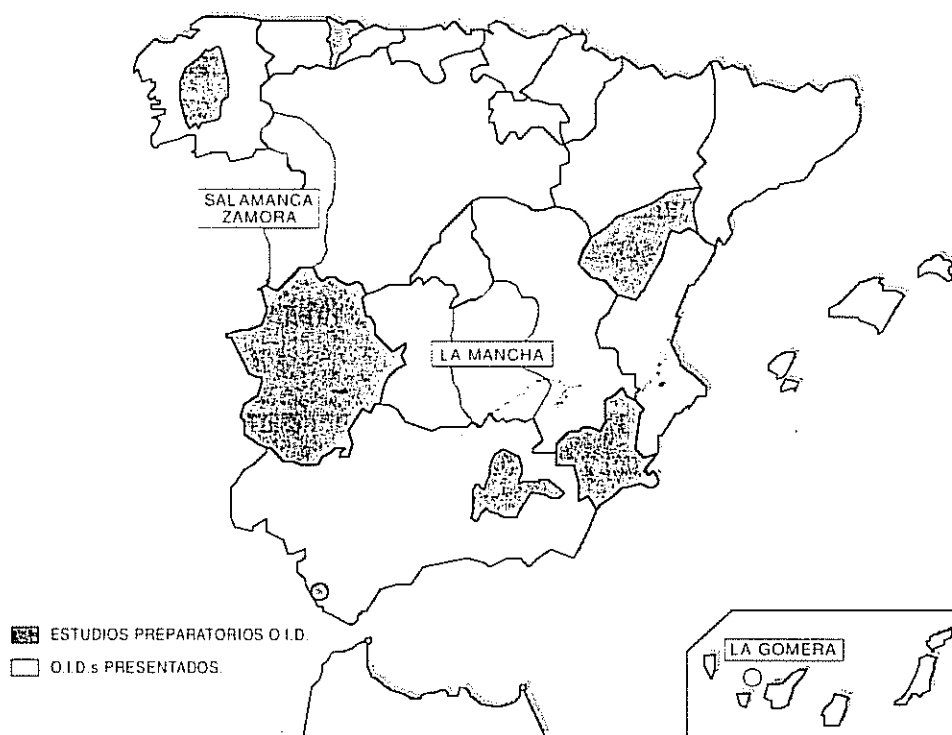 SALAMANCA
ZAMORA
LA MANCHA
ESTUDIOS PREPARATORIOS O.I.D.
O.I.D.s PRESENTADOS.
LA GOMERA